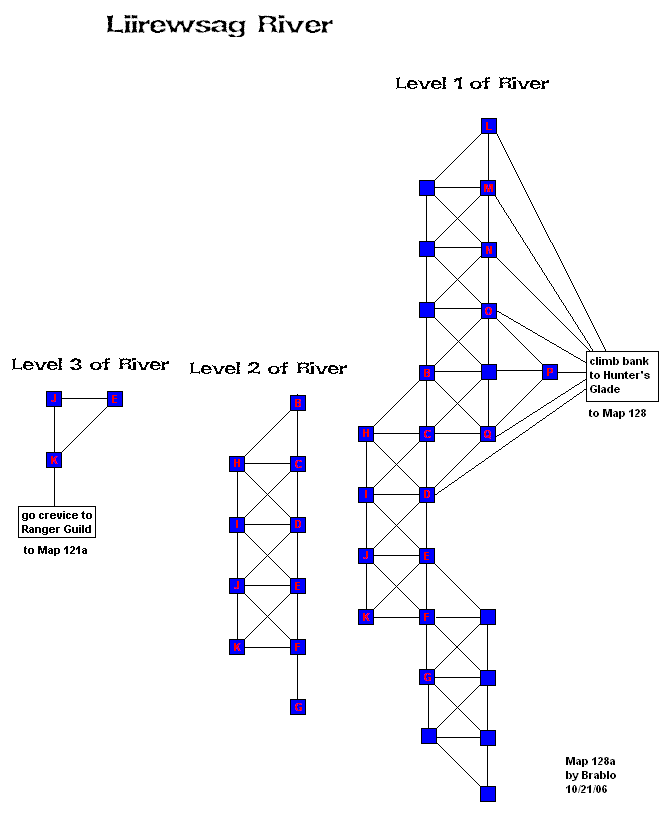 Liirewsag River
Level 1 of River
L
M
N
O
B
P
H
C
Q
I
D
J
E
K
F
G
climb bank
to Hunter's
Glade
to Map 128
Level 3 of River
J
E
K
go crevice to
Ranger Guild
to Map 121a
Level 2 of River
B
H
C
I
D
J
E
K
F
G
Map 128a
by Brablo
10/21/06